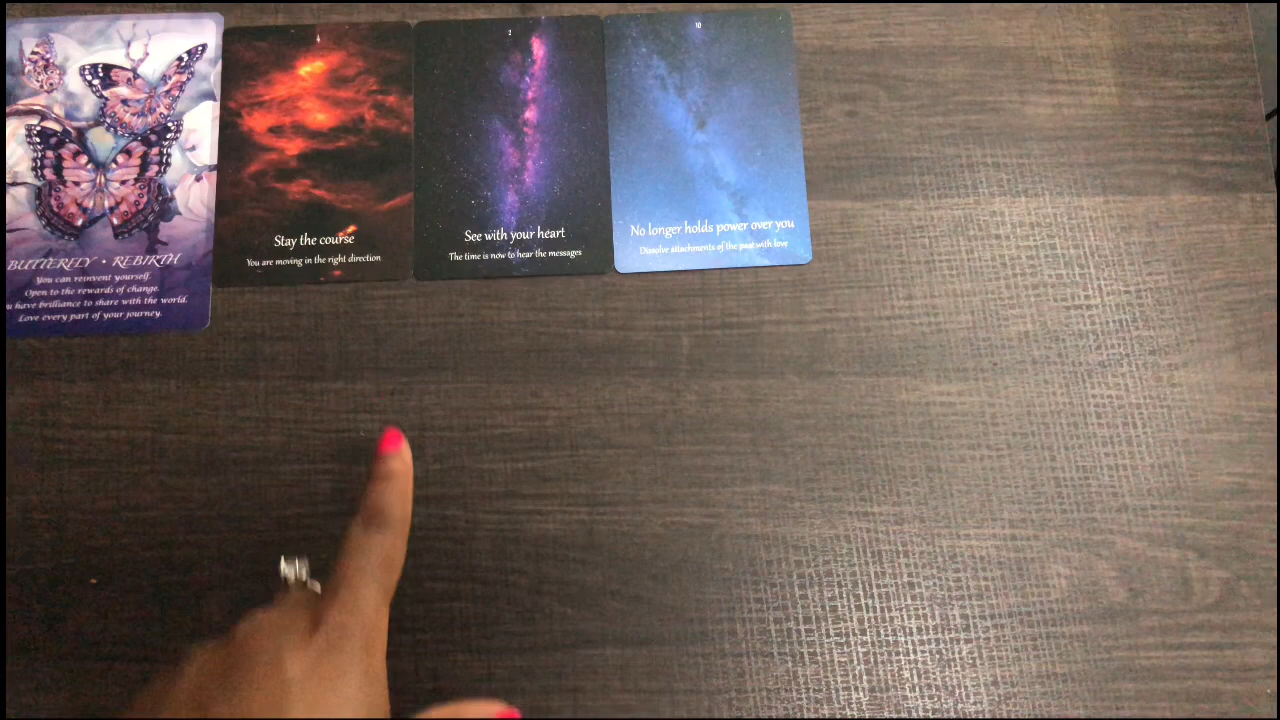 BUTTERFLY • REBIRTH
You can reinvent yourself.
Open to the rewards of change.
have brilliance to share with the world.
Love every part of your journey.
4
Stay the course
You are moving in the right direction
2
See with your heart
The time is now to hear the messages
10
No longer holds power over you
Dissolve attachments of the past with love